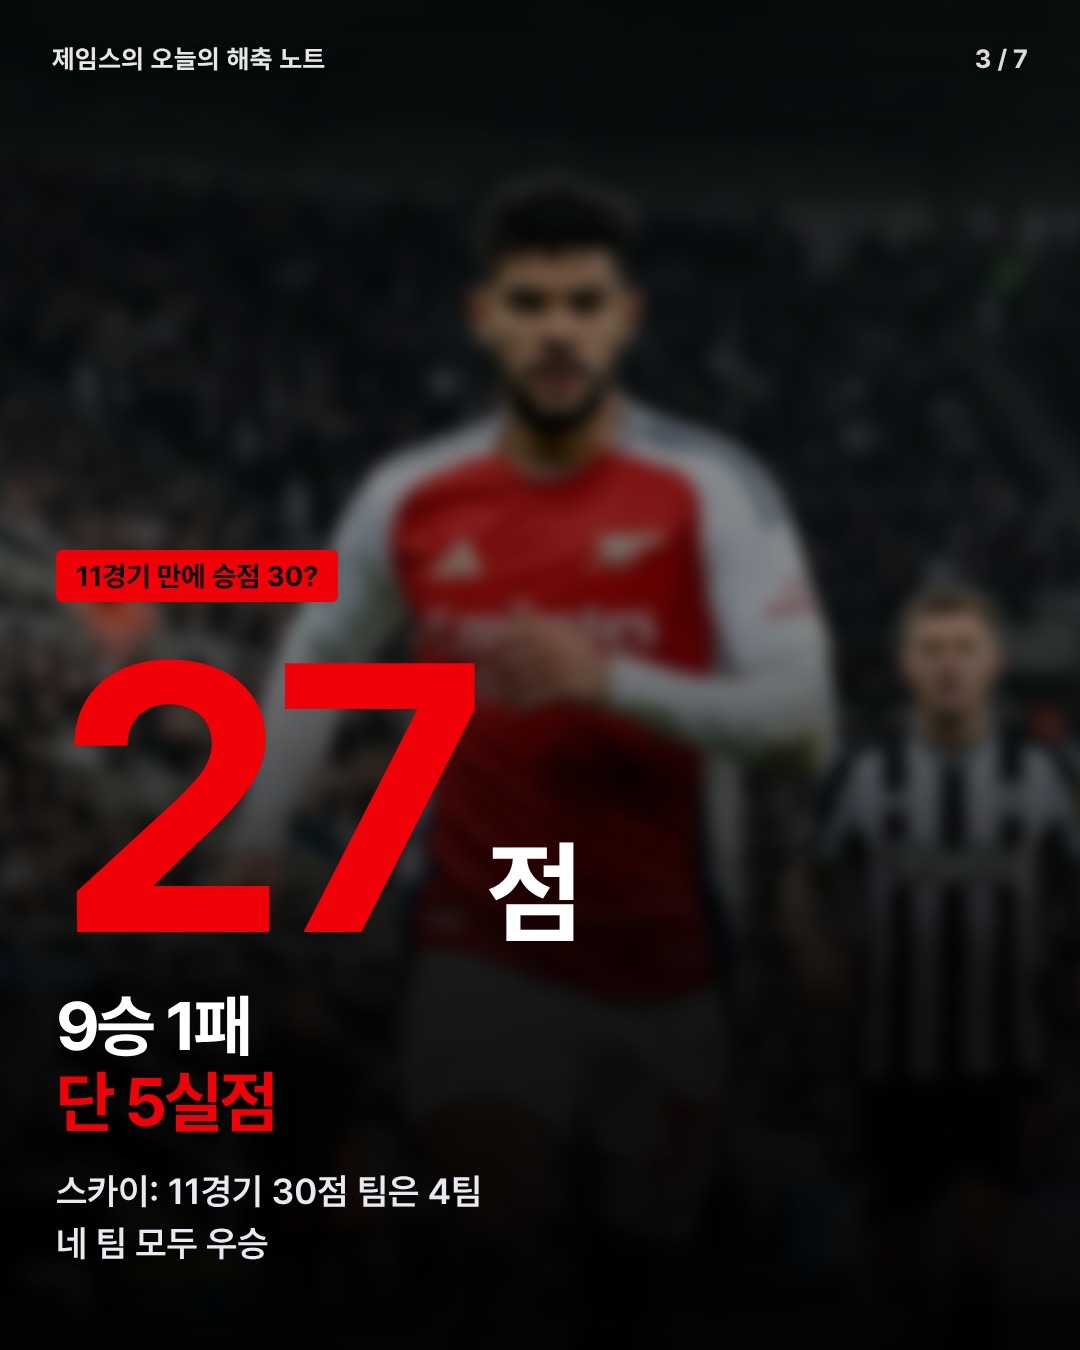 제임스의 오늘의 해축 노트
3 / 7
11경기 만에 승점 30?
27점
9승 1패
단 5실점
스카이: 11경기 30점 팀은 4팀
네 팀 모두 우승